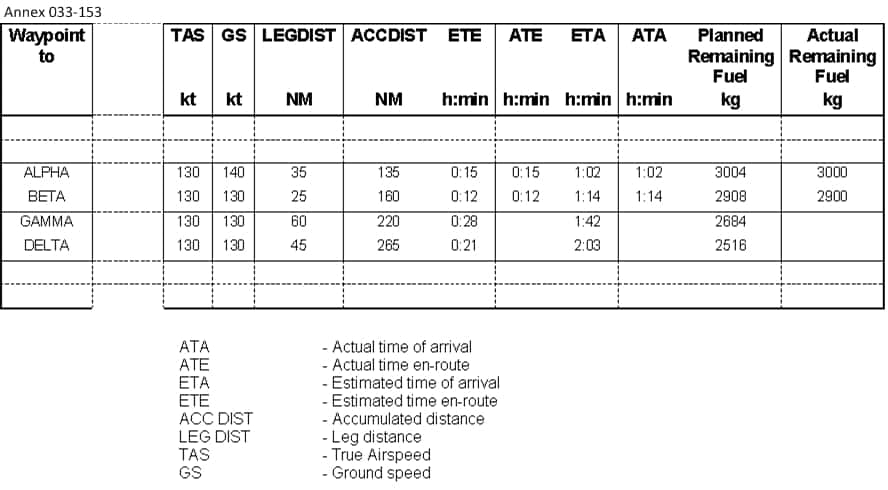 Annex 033-153
Waypoint to TAS GS LEGDIST ACCDIST ETE ATE ETA ATA Planned Remaining Fuel Actual Remaining Fuel
kt kt NM NM h:min h:min h:min h:min kg kg
ALPHA 130 140 35 135 0:15 0:15 1:02 1:02 3004 3000
BETA 130 130 25 160 0:12 0:12 1:14 1:14 2908 2900
GAMMA 130 130 60 220 0:28 1:42 2684
DELTA 130 130 45 265 0:21 2:03 2516
ATA - Actual time of arrival
ATE - Actual time en-route
ETA - Estimated time of arrival
ETE - Estimated time en-route
ACC DIST - Accumulated distance
LEG DIST - Leg distance
TAS - True Airspeed
GS - Ground speed